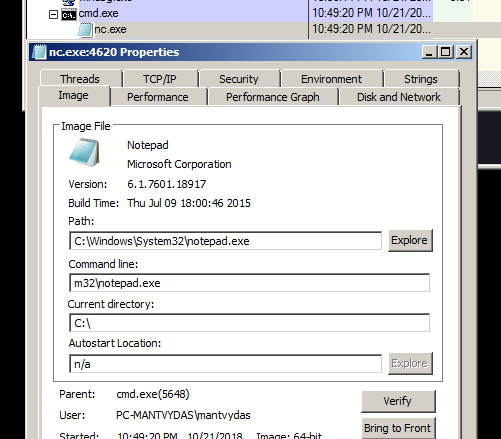 cmd.exe 10:49:20 PM 10/21/20...
nc.exe 10:49:20 PM 10/21/20...
nc.exe:4620 Properties
Threads TCP/IP Security Environment Strings
Image Performance Performance Graph Disk and Network
Image File
Notepad
Microsoft Corporation
Version: 6.1.7601.18917
Build Time: Thu Jul 09 18:00:46 2015
Path:
C:\Windows\System32\notepad.exe Explore
Command line:
m32\notepad.exe
Current directory:
C:\
Autostart Location:
n/a Explore
Parent: cmd.exe(5648) Verify
User: PC-MANTVYDAS\mantvydas
Bring to Front
Started: 10:49:20 PM 10/21/2018 Image: 64-bit